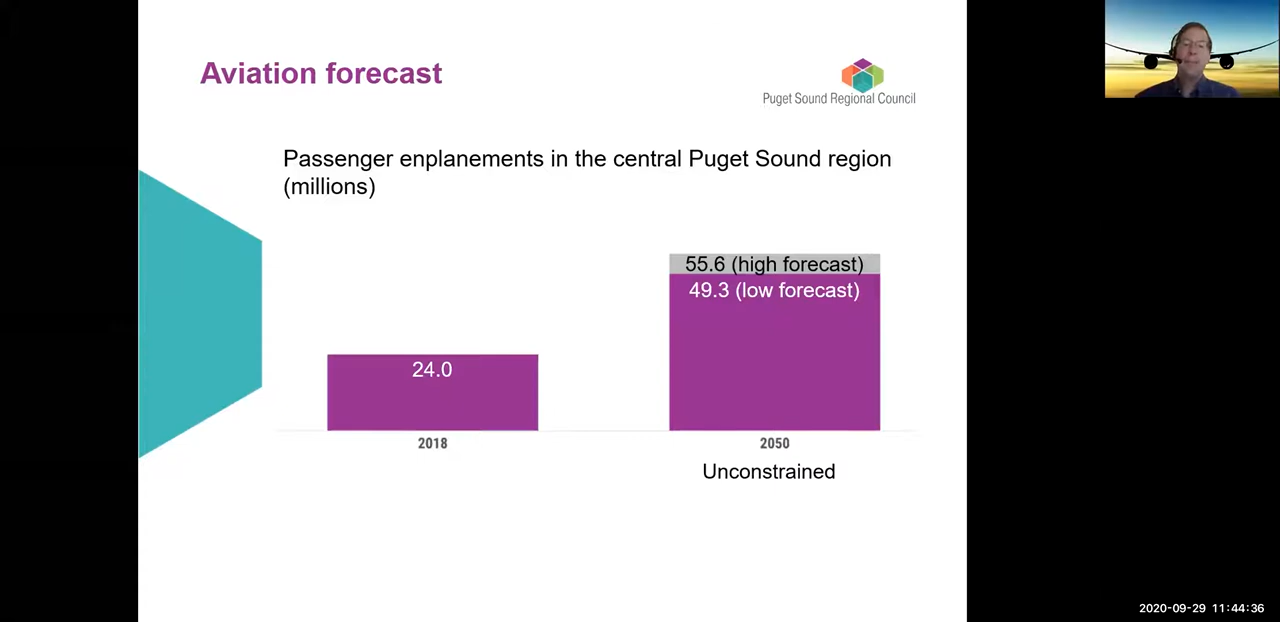 Aviation forecast
Puget Sound Regional Council
Passenger enplanements in the central Puget Sound region
(millions)
55.6 (high forecast)
49.3 (low forecast)
24.0
2018
2050
Unconstrained
2020-09-29 11:44:36